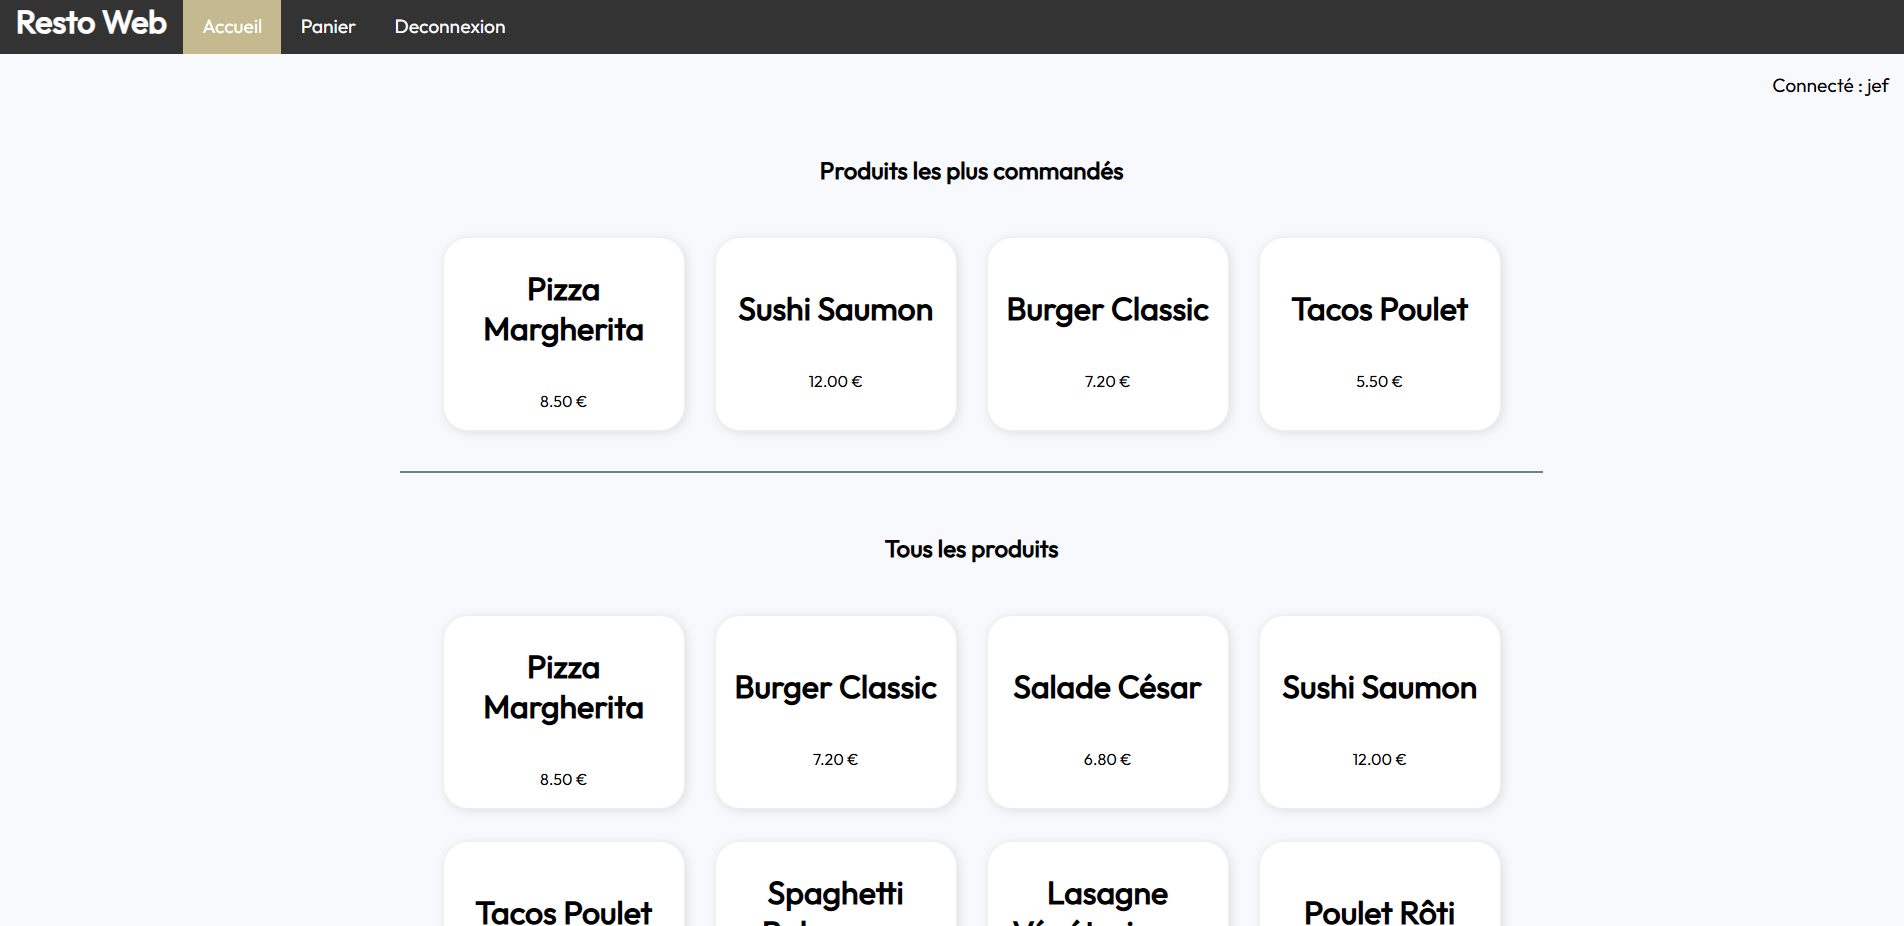 Resto Web Accueil Panier Deconnexion
Connecté : jef
Produits les plus commandés
Pizza
Margherita
8.50 €
Sushi Saumon
12.00 €
Burger Classic
7.20 €
Tacos Poulet
5.50 €
Tous les produits
Pizza
Margherita
8.50 €
Burger Classic
7.20 €
Salade César
6.80 €
Sushi Saumon
12.00 €
Tacos Poulet
Spaghetti
Lasagne
Poulet Rôti